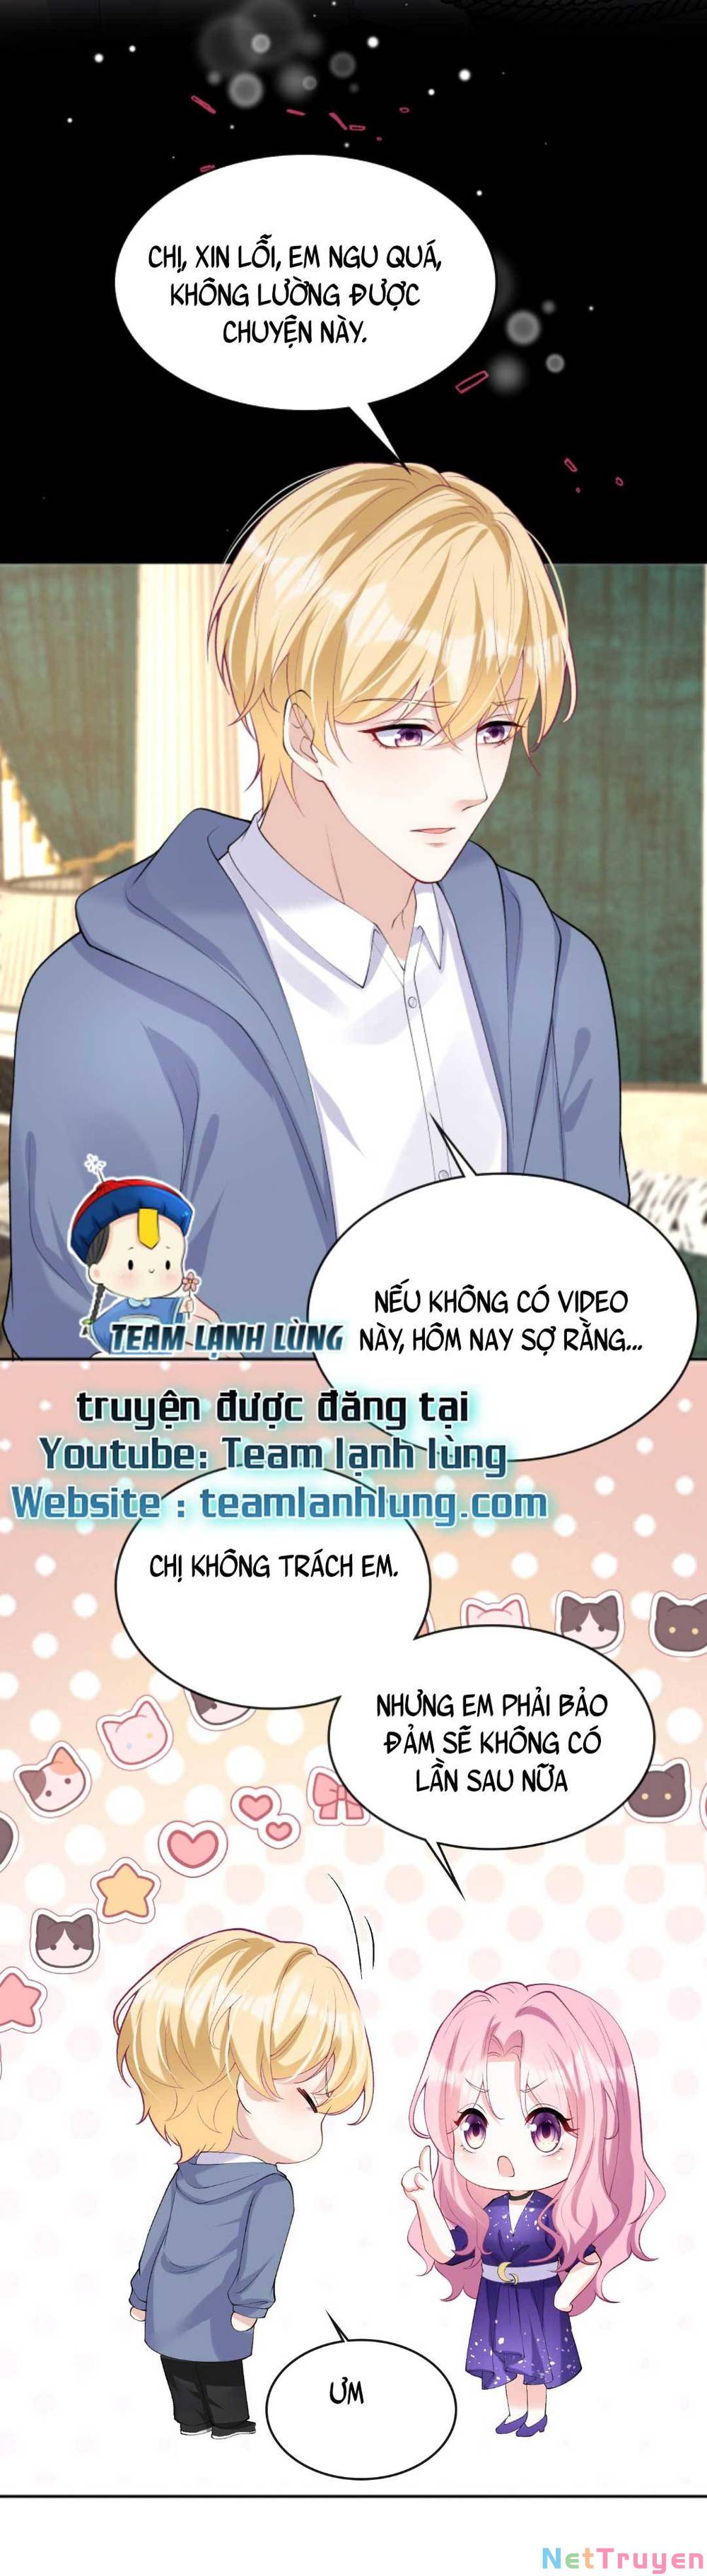 CHỊ, XIN LỖI, EM NGU QUÁ,
KHÔNG LƯỜNG ĐƯỢC
CHUYỆN NÀY.
NẾU KHÔNG CÓ VIDEO
NÀY, HÔM NAY SỢ RẰNG...
TEAM LẠNH LÙNG
truyện được đăng tại
Youtube: Team lạnh lùng
Website : teamlanhlung.com
CHỊ KHÔNG TRÁCH EM.
NHƯNG EM PHẢI BẢO
ĐẢM SẼ KHÔNG CÓ
LẦN SAU NỮA
ƯM
NetTruyen